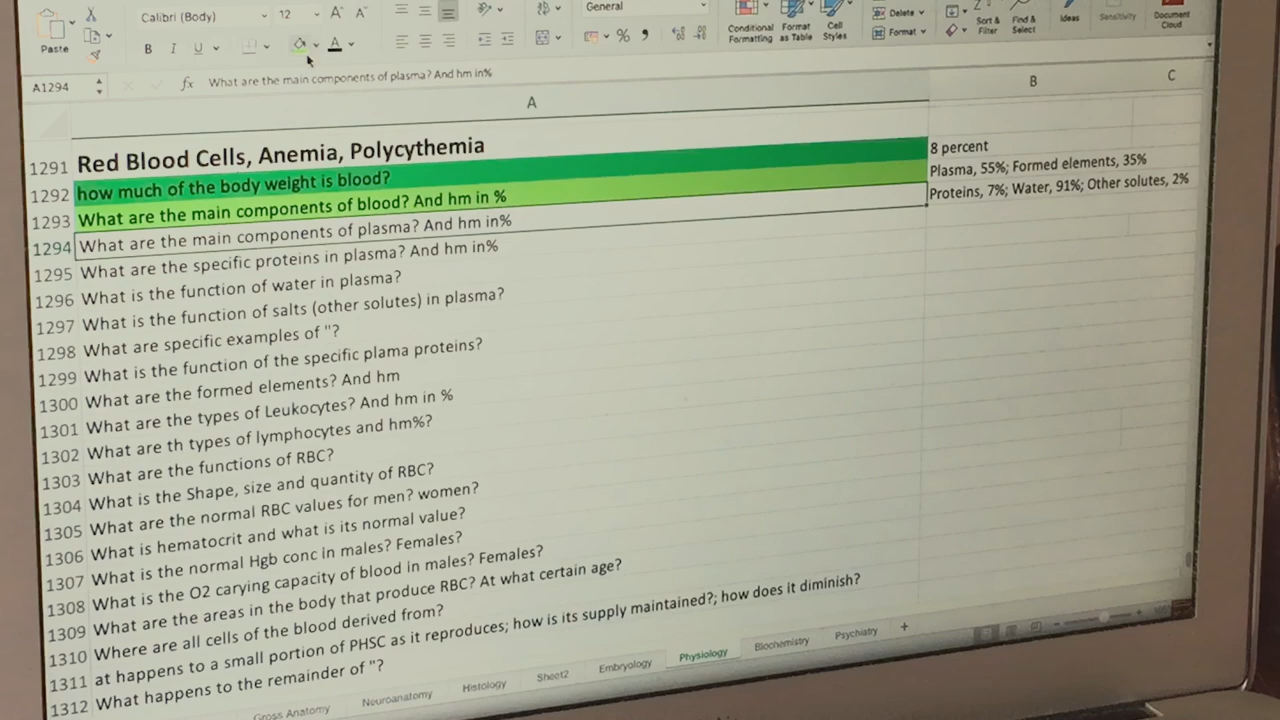 Calibri (Body) 12 A A General
Paste B I U A % Conditional Formatting Format as Table Cell Styles Delete Format Sort & Filter Find & Select Ideas Sensitivity Document Cloud
A1294 fx What are the main components of plasma? And hm in%
A B C
1291 Red Blood Cells, Anemia, Polycythemia
1292 how much of the body weight is blood? 8 percent
1293 What are the main components of blood? And hm in % Plasma, 55%; Formed elements, 35%
1294 What are the main components of plasma? And hm in% Proteins, 7%; Water, 91%; Other solutes, 2%
1295 What are the specific proteins in plasma? And hm in%
1296 What is the function of water in plasma?
1297 What is the function of salts (other solutes) in plasma?
1298 What are specific examples of "?
1299 What is the function of the specific plama proteins?
1300 What are the formed elements? And hm
1301 What are the types of Leukocytes? And hm in %
1302 What are th types of lymphocytes and hm%?
1303 What are the functions of RBC?
1304 What is the Shape, size and quantity of RBC?
1305 What are the normal RBC values for men? women?
1306 What is hematocrit and what is its normal value?
1307 What is the normal Hgb conc in males? Females?
1308 What is the O2 carying capacity of blood in males? Females?
1309 What are the areas in the body that produce RBC? At what certain age?
1310 Where are all cells of the blood derived from?
1311 at happens to a small portion of PHSC as it reproduces; how is its supply maintained?; how does it diminish?
1312 What happens to the remainder of "?
Gross Anatomy Neuroanatomy Histology Sheet2 Embryology Physiology Biochemistry Psychiatry +